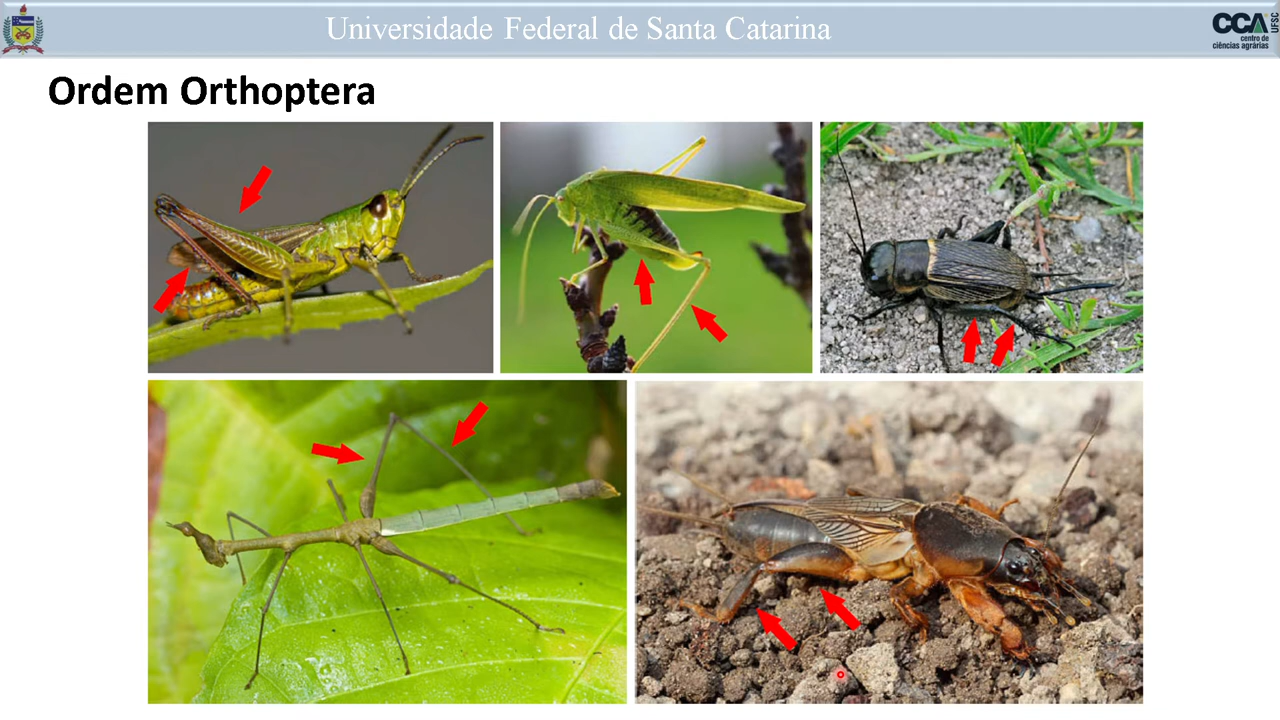 Universidade Federal de Santa Catarina
CCA
UFSC
centro de
ciências agrárias
Ordem Orthoptera